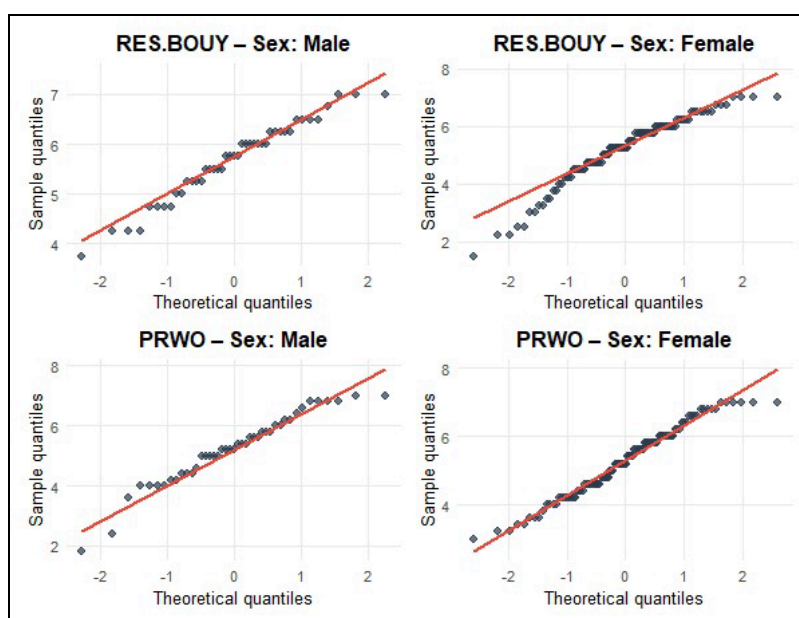 RES.BOUY – Sex: Male
Sample quantiles
7
6
5
4
-2 -1 0 1 2
Theoretical quantiles
RES.BOUY – Sex: Female
Sample quantiles
8
6
4
2
-2 -1 0 1 2
Theoretical quantiles
PRWO – Sex: Male
Sample quantiles
8
6
4
2
-2 -1 0 1 2
Theoretical quantiles
PRWO – Sex: Female
Sample quantiles
8
6
4
-2 -1 0 1 2
Theoretical quantiles